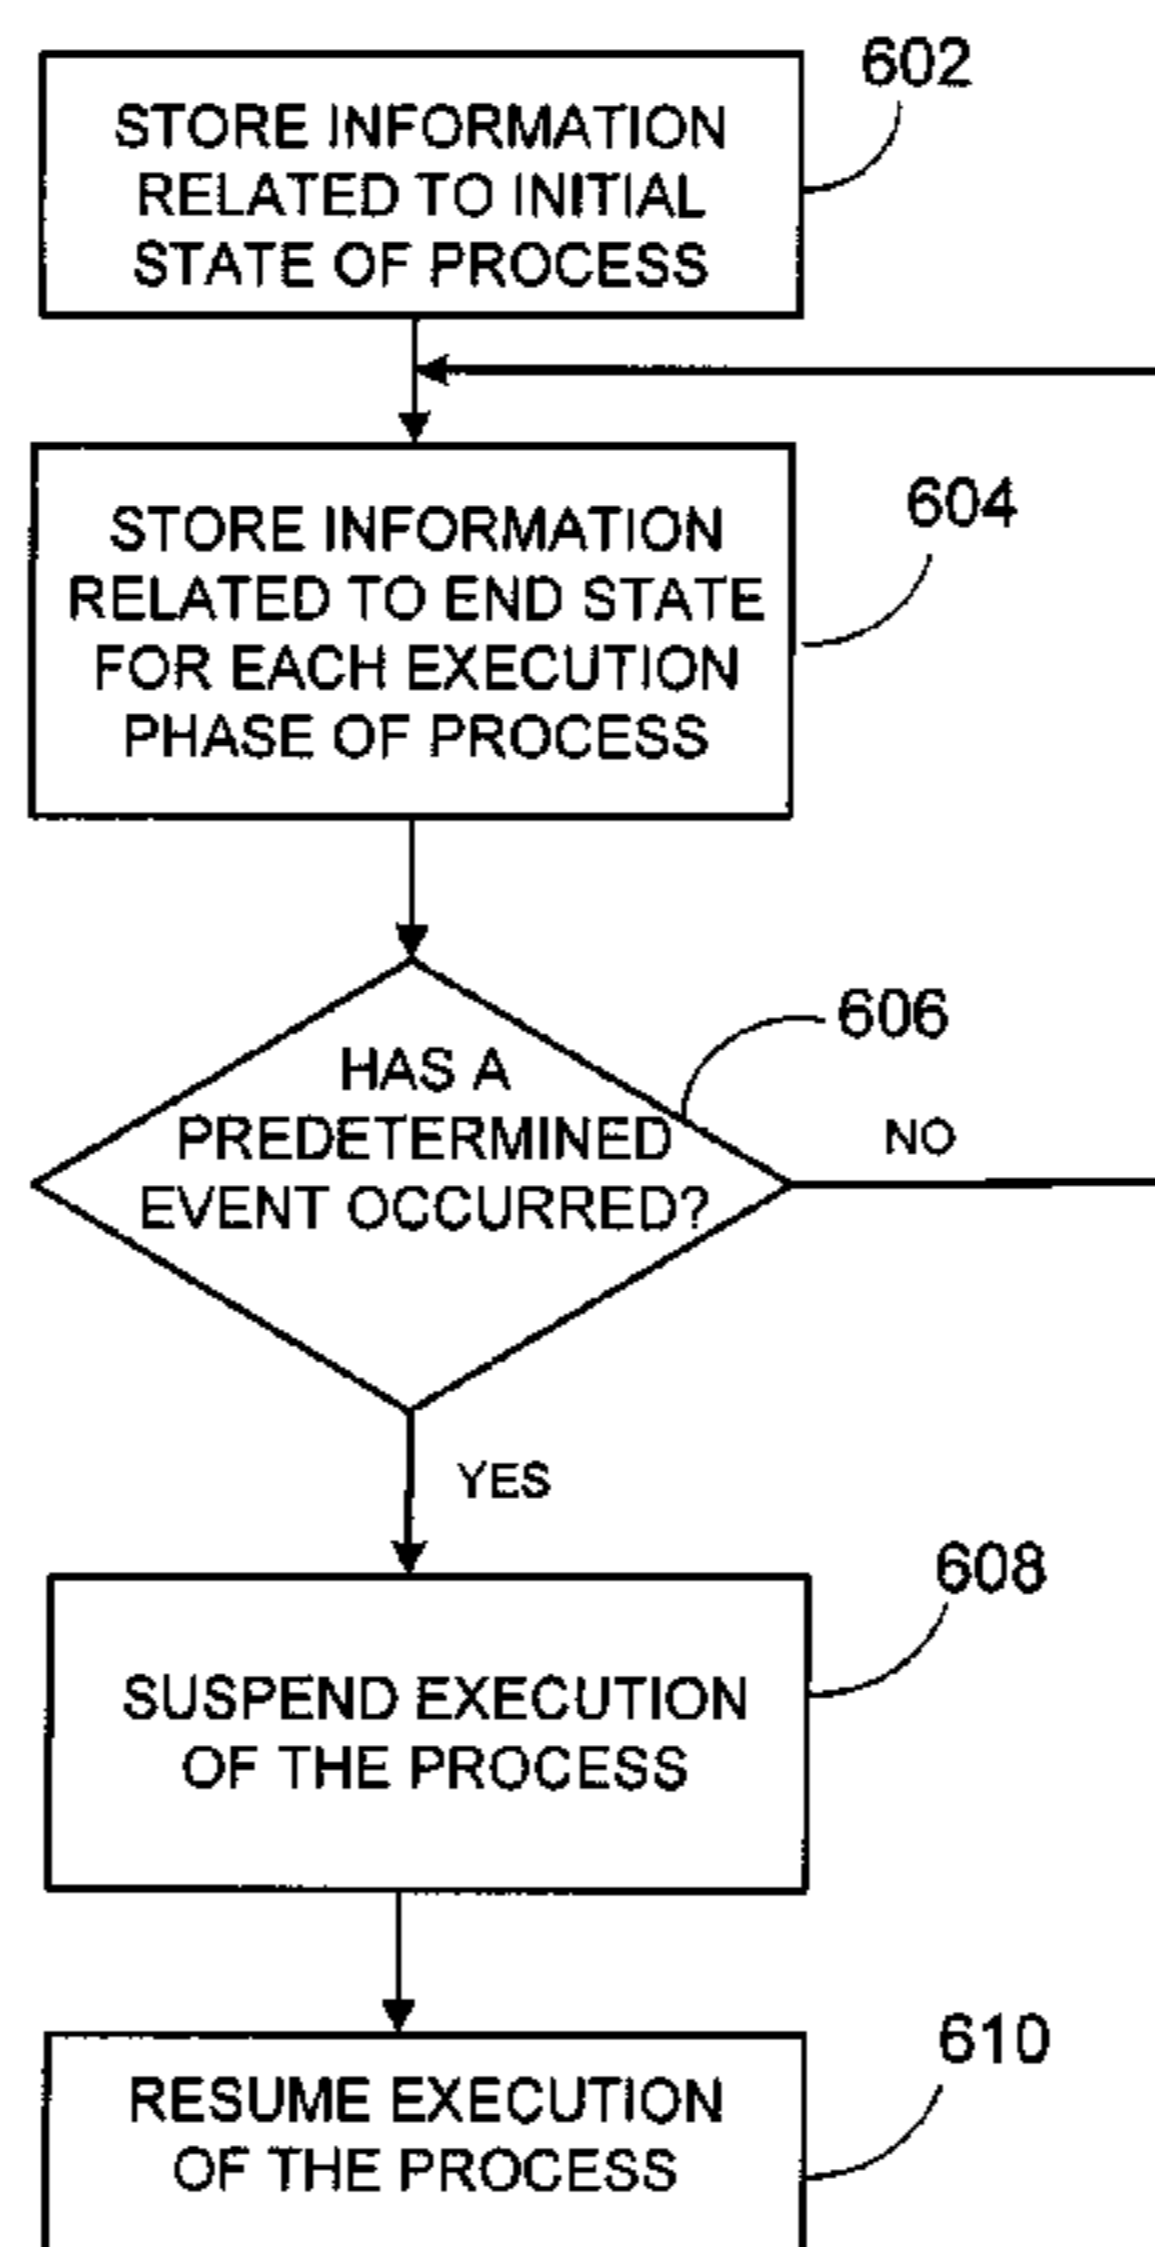 602
STORE INFORMATION
RELATED TO INITIAL
STATE OF PROCESS
604
STORE INFORMATION
RELATED TO END STATE
FOR EACH EXECUTION
PHASE OF PROCESS
606
HAS A
PREDETERMINED
EVENT OCCURRED?
NO
YES
608
SUSPEND EXECUTION
OF THE PROCESS
610
RESUME EXECUTION
OF THE PROCESS